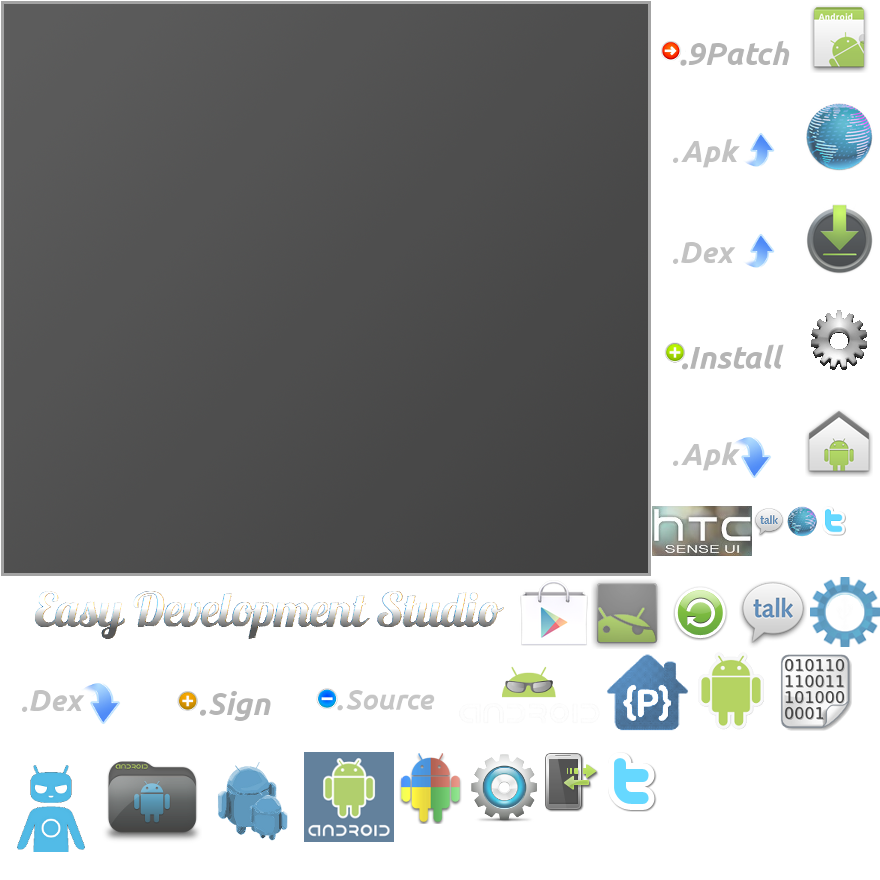 Android
.9Patch
.Apk
.Dex
.Install
.Apk
hTC
SENSE UI
talk
Easy Development Studio
talk
.Dex
.Sign
.Source
{P}
010110
110011
101000
0001
ANDROID
ANDROID